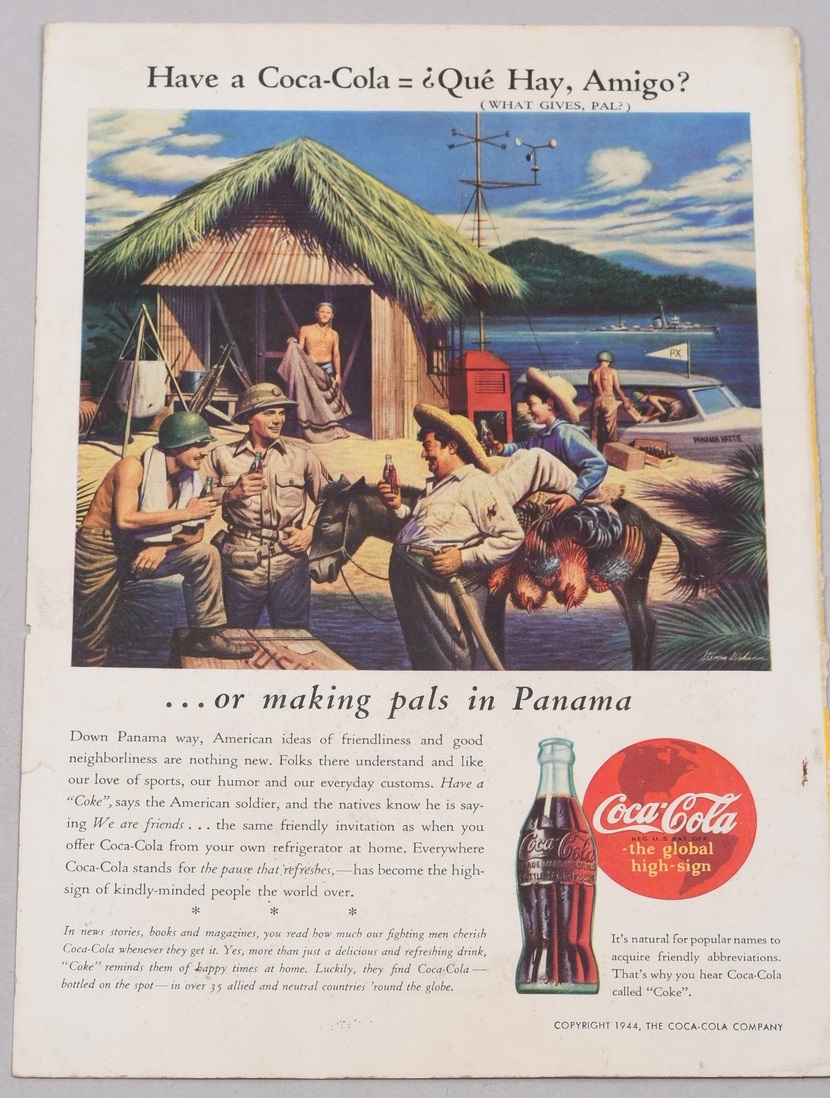 Have a Coca-Cola = ¿Qué Hay, Amigo?
(WHAT GIVES, PAL?)
PX
PANAMA HATTIE
...or making pals in Panama
Down Panama way, American ideas of friendliness and good
neighborliness are nothing new. Folks there understand and like
our love of sports, our humor and our everyday customs. Have a
“Coke”, says the American soldier, and the natives know he is say-
ing We are friends . . . the same friendly invitation as when you
offer Coca-Cola from your own refrigerator at home. Everywhere
Coca-Cola stands for the pause that refreshes,—has become the high-
sign of kindly-minded people the world over.
* * *
In news stories, books and magazines, you read how much our fighting men cherish
Coca-Cola whenever they get it. Yes, more than just a delicious and refreshing drink,
“Coke” reminds them of happy times at home. Luckily, they find Coca-Cola—
bottled on the spot—in over 35 allied and neutral countries 'round the globe.
Coca-Cola
TRADE MARK
Coca-Cola
REG. U.S. PAT. OFF.
-the global
high-sign
It's natural for popular names to
acquire friendly abbreviations.
That's why you hear Coca-Cola
called “Coke”.
COPYRIGHT 1944, THE COCA-COLA COMPANY